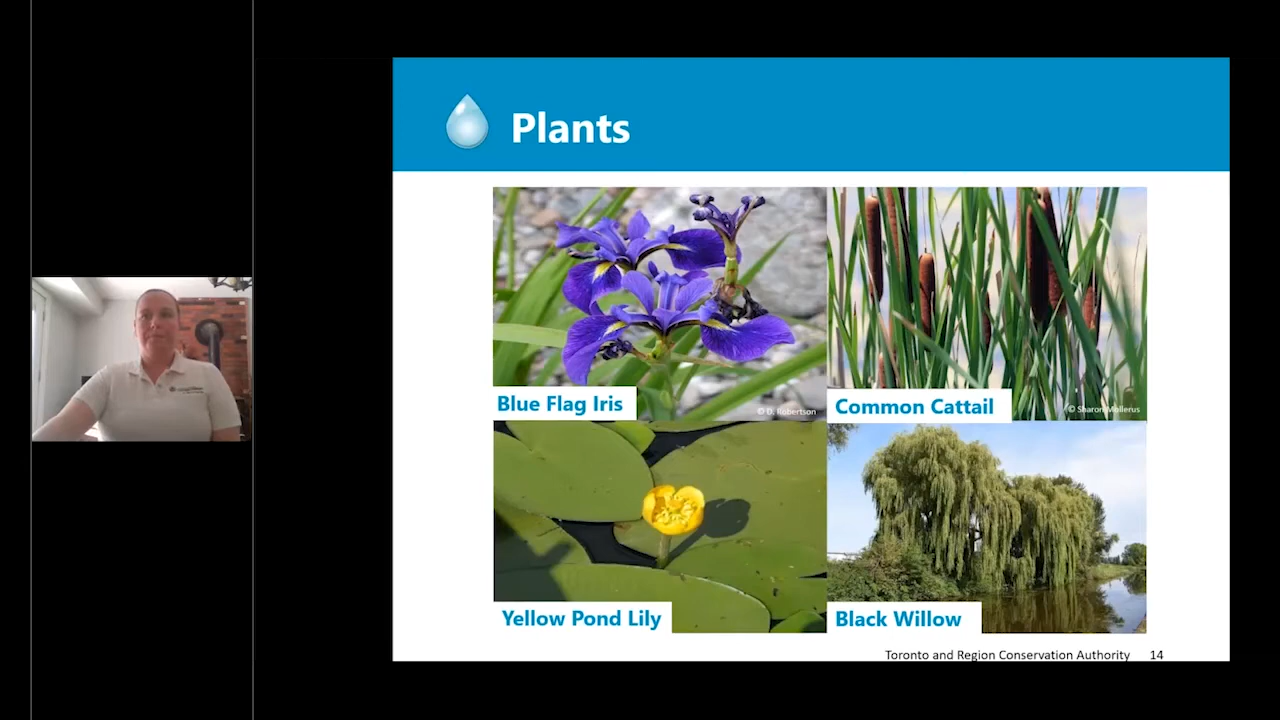 Plants
Blue Flag Iris
© D. Robertson
Common Cattail
© Sharon Mollerus
Yellow Pond Lily
Black Willow
Toronto and Region Conservation Authority 14